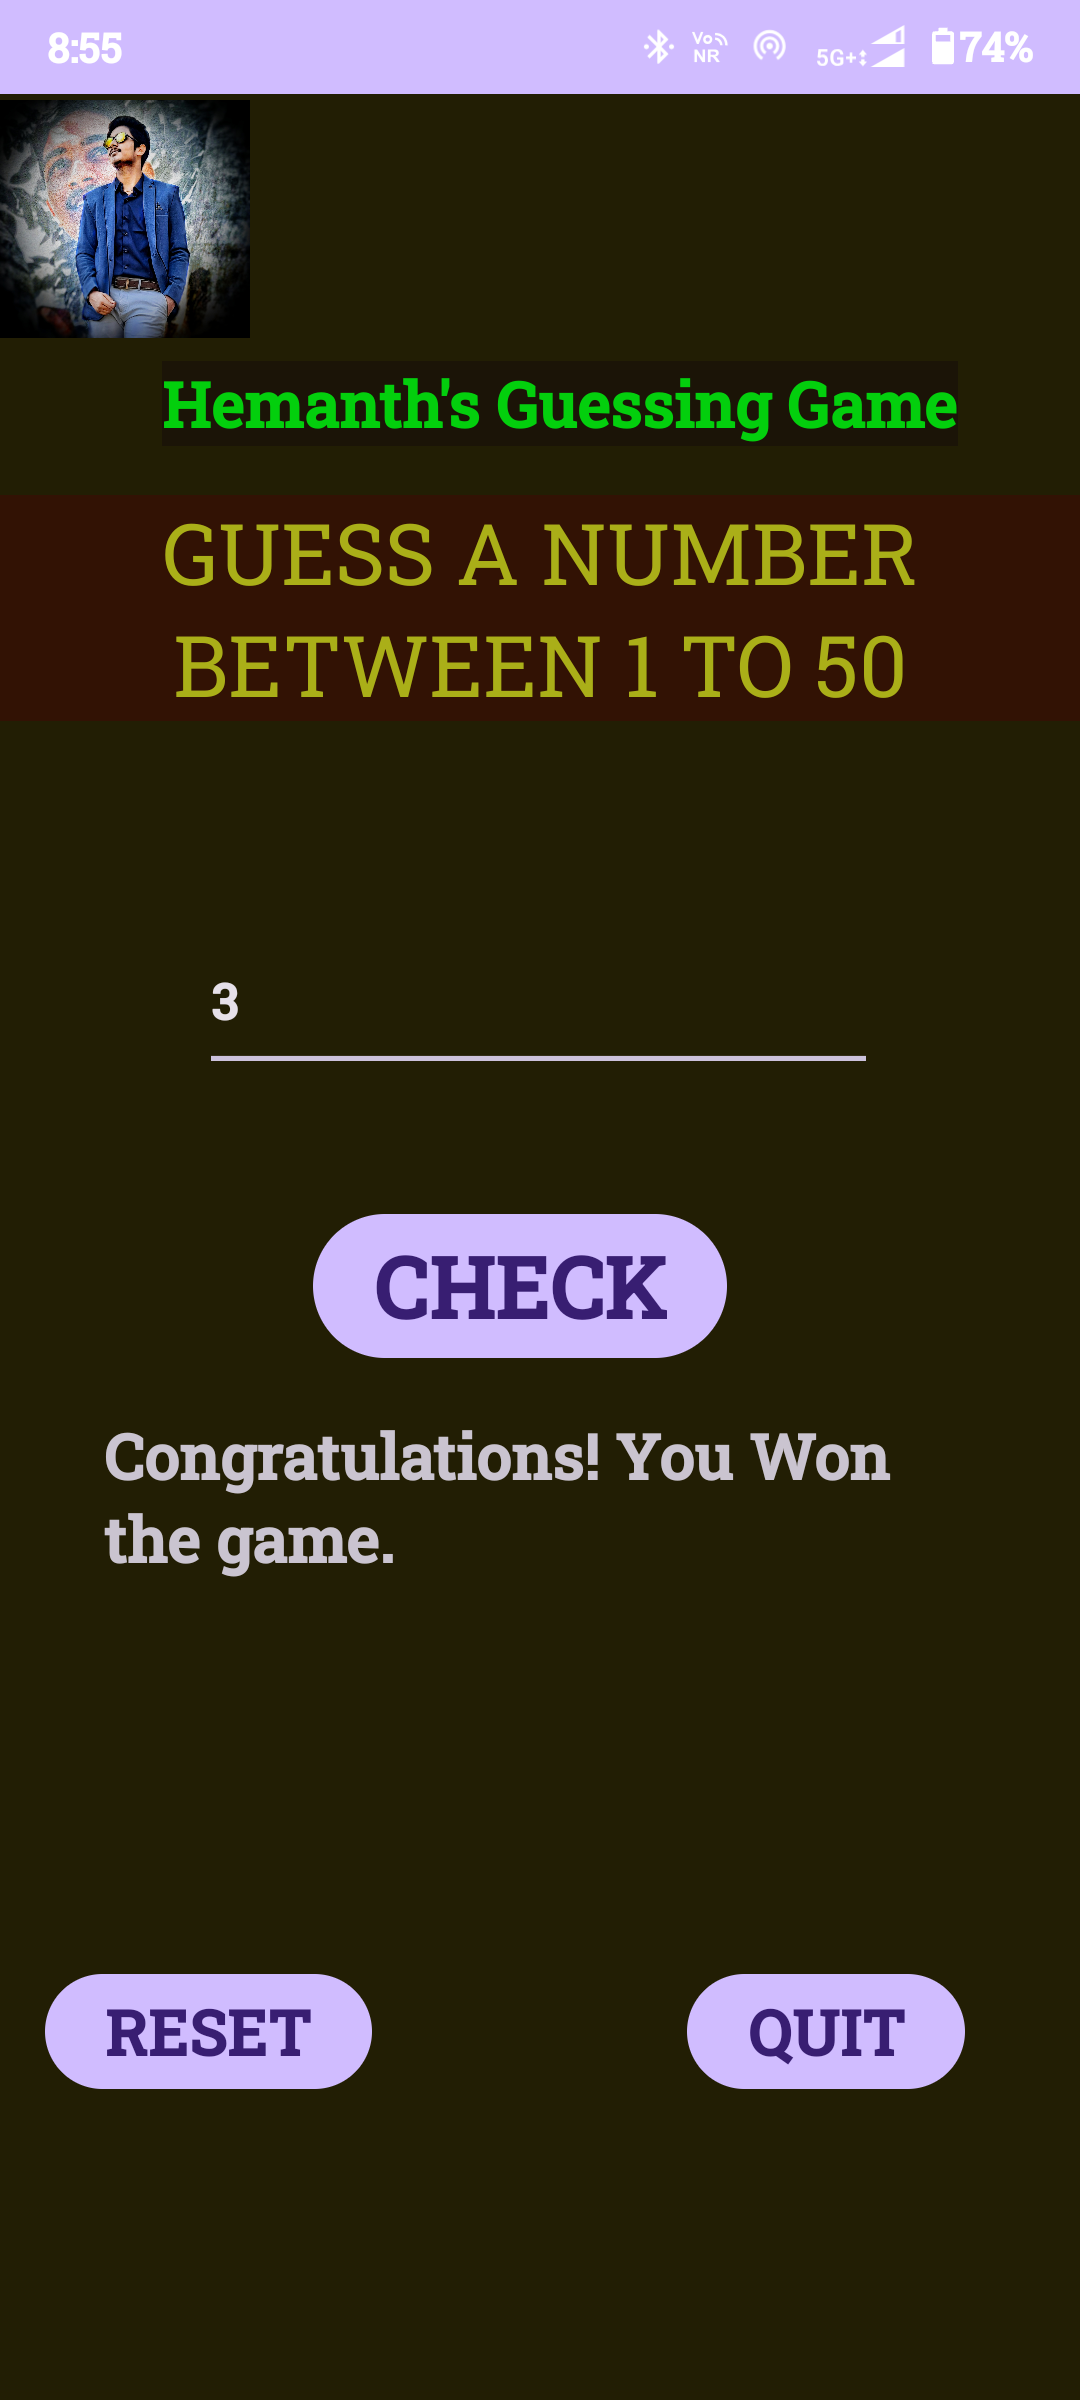 8:55
Vo
NR
5G+
74%
Hemanth's Guessing Game
GUESS A NUMBER
BETWEEN 1 TO 50
3
CHECK
Congratulations! You Won
the game.
RESET
QUIT